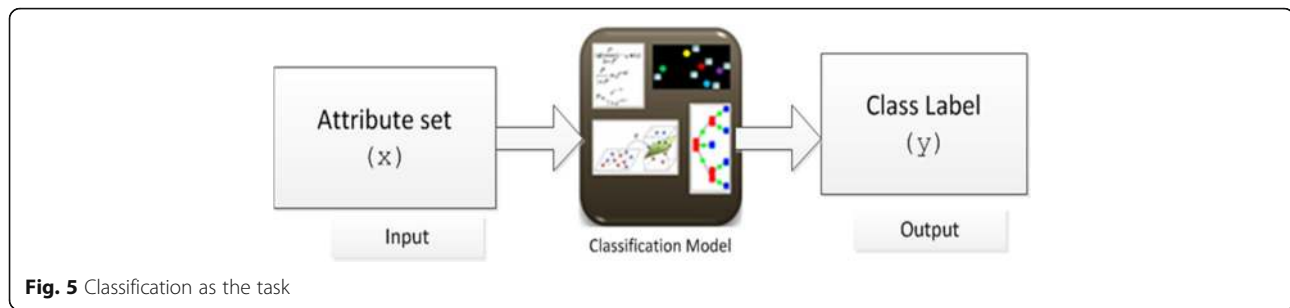 Attribute set
(x)
Input
Classification Model
Class Label
(y)
Output
Fig. 5 Classification as the task